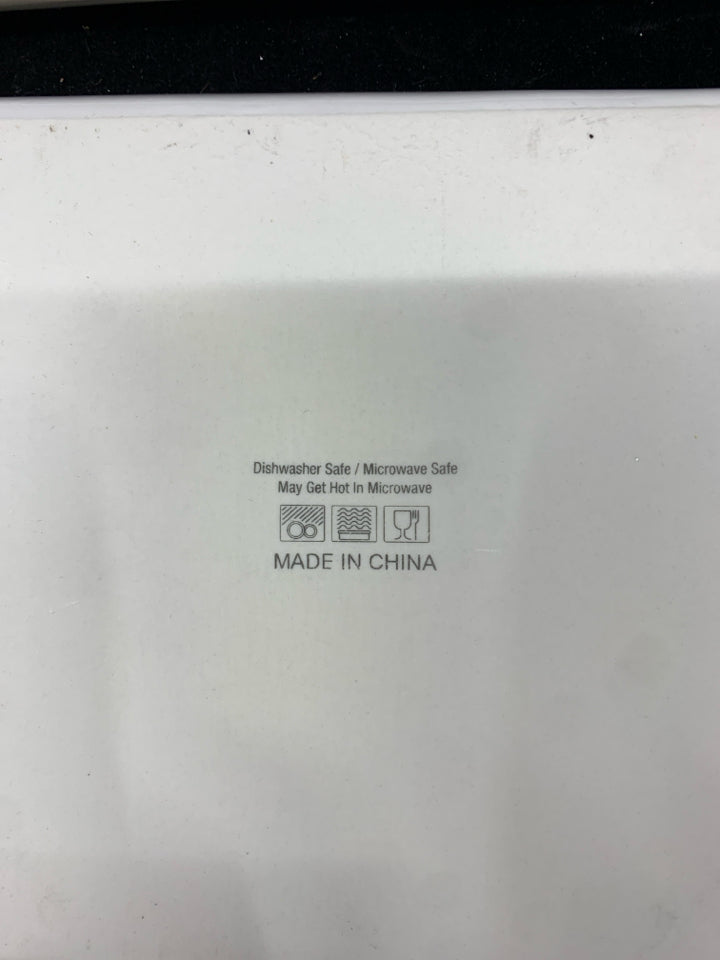 Dishwasher Safe / Microwave Safe
May Get Hot In Microwave
MADE IN CHINA